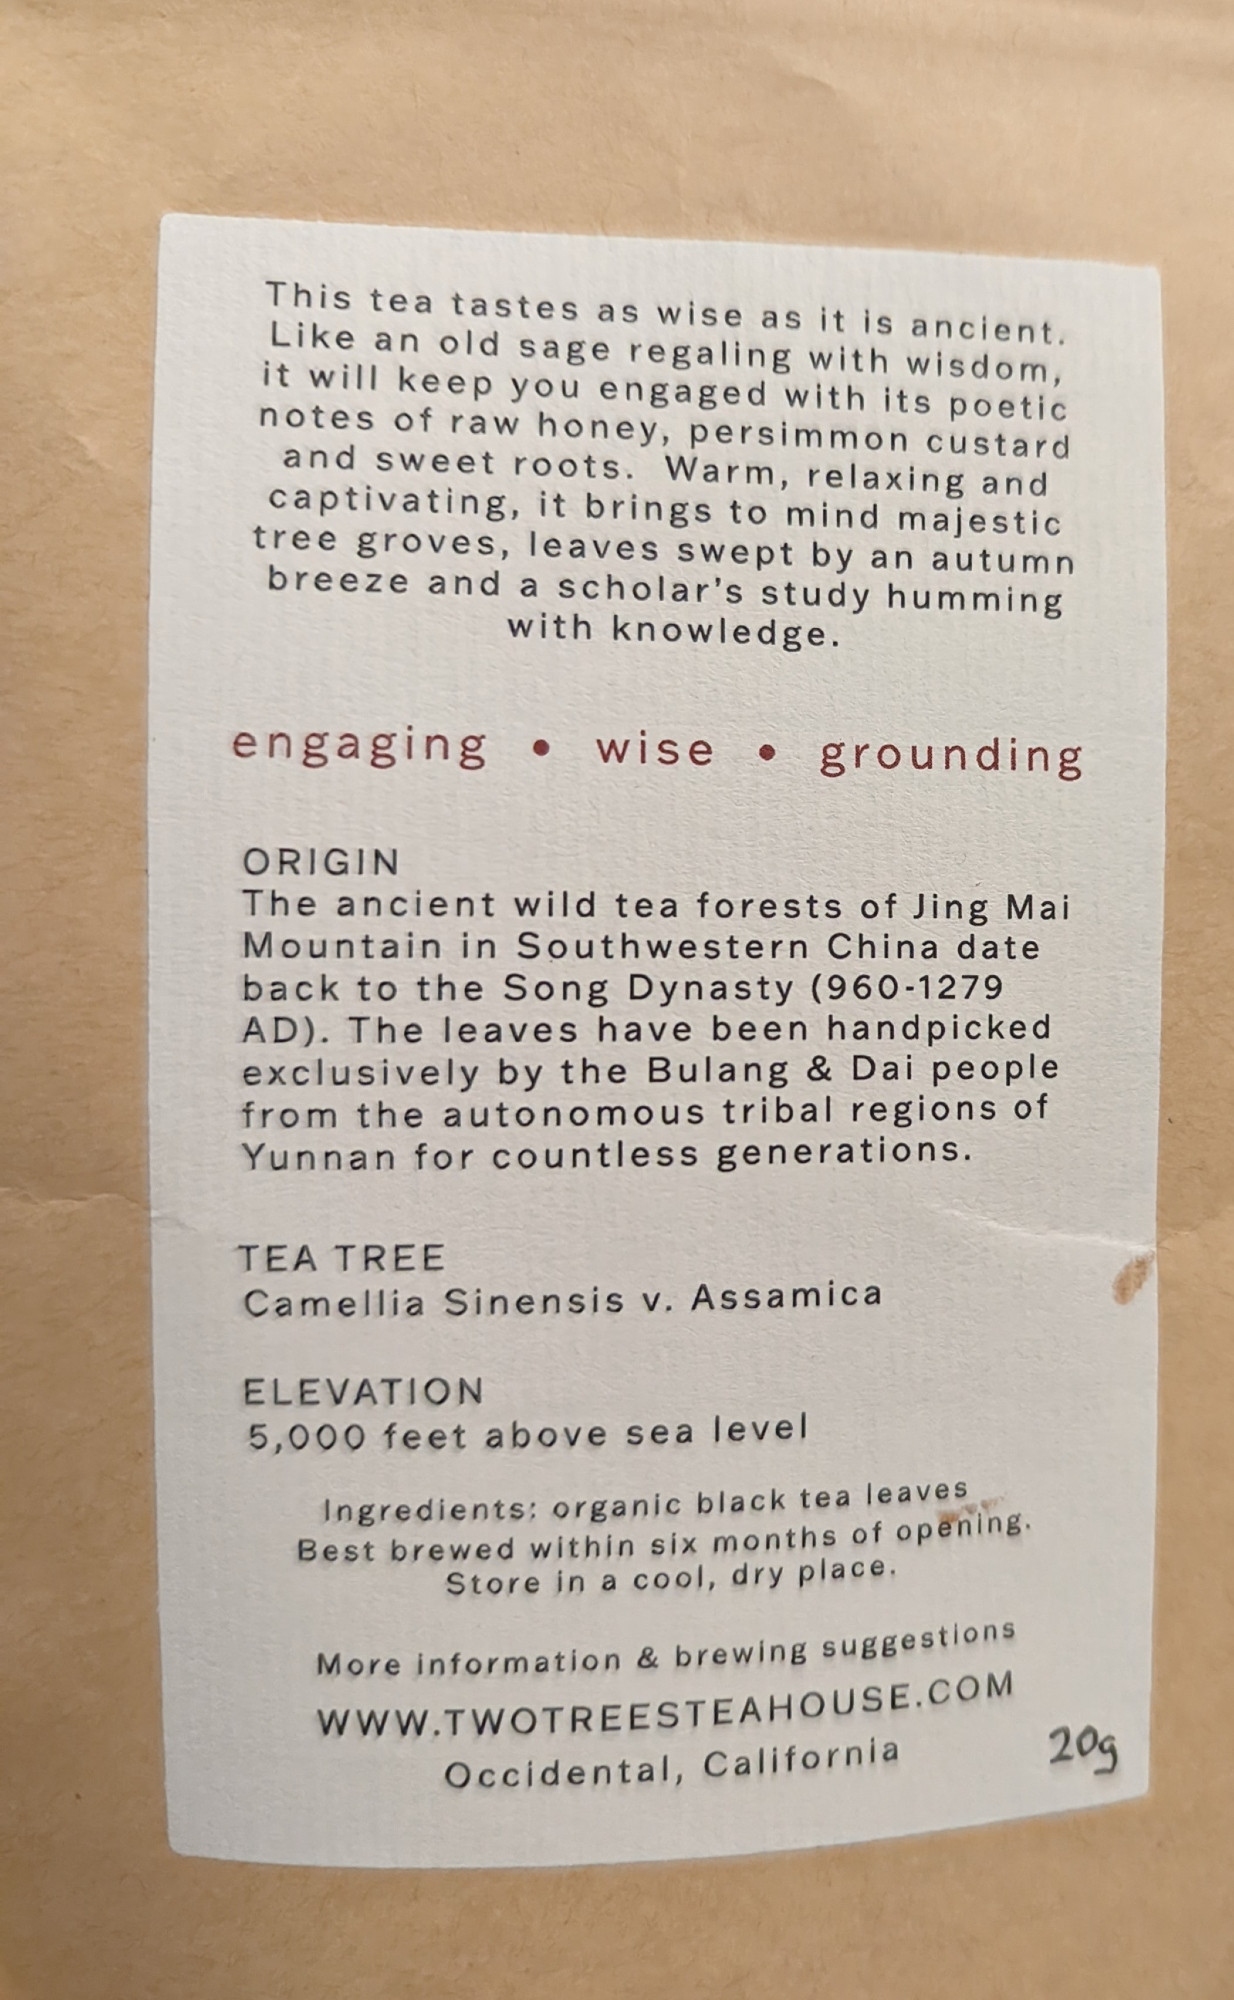 This tea tastes as wise as it is ancient.
Like an old sage regaling with wisdom,
it will keep you engaged with its poetic
notes of raw honey, persimmon custard
and sweet roots.  Warm, relaxing and
captivating, it brings to mind majestic
tree groves, leaves swept by an autumn
breeze and a scholar's study humming
with knowledge.
engaging • wise • grounding
ORIGIN
The ancient wild tea forests of Jing Mai
Mountain in Southwestern China date
back to the Song Dynasty (960-1279
AD). The leaves have been handpicked
exclusively by the Bulang & Dai people
from the autonomous tribal regions of
Yunnan for countless generations.
TEA TREE
Camellia Sinensis v. Assamica
ELEVATION
5,000 feet above sea level
Ingredients: organic black tea leaves
Best brewed within six months of opening.
Store in a cool, dry place.
More information & brewing suggestions
WWW.TWOTREESTEAHOUSE.COM
Occidental, California
20g